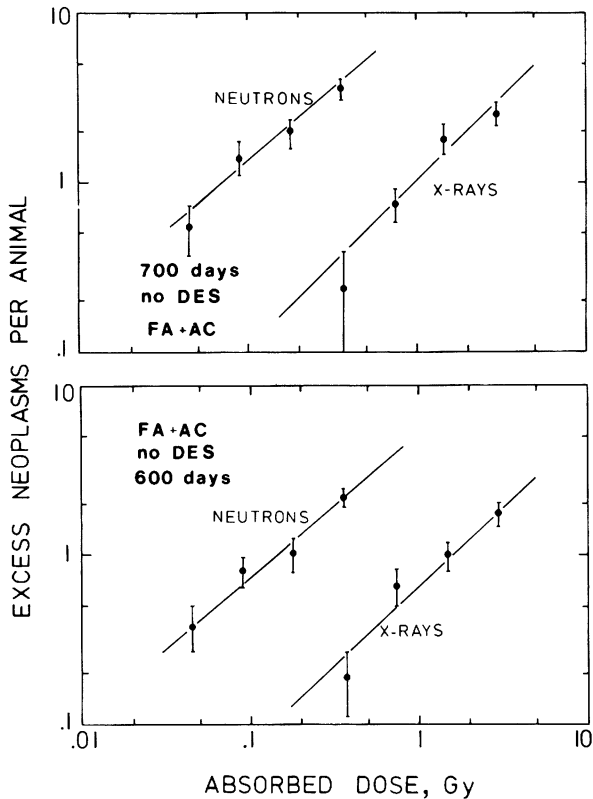 10
NEUTRONS
1
X-RAYS
700 days
no DES
FA+AC
.1
10
FA+AC
no DES
600 days
NEUTRONS
1
X-RAYS
.1
.01
.1
1
10
EXCESS NEOPLASMS PER ANIMAL
ABSORBED DOSE, Gy